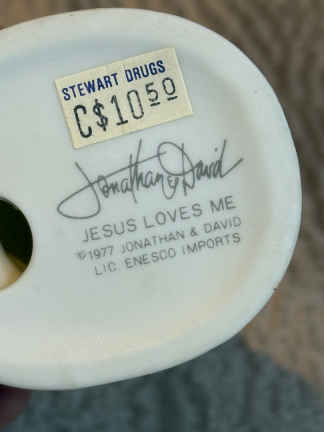 STEWART DRUGS
C$10.50
Jonathan & David
JESUS LOVES ME
©1977 JONATHAN & DAVID
LIC ENESCO IMPORTS